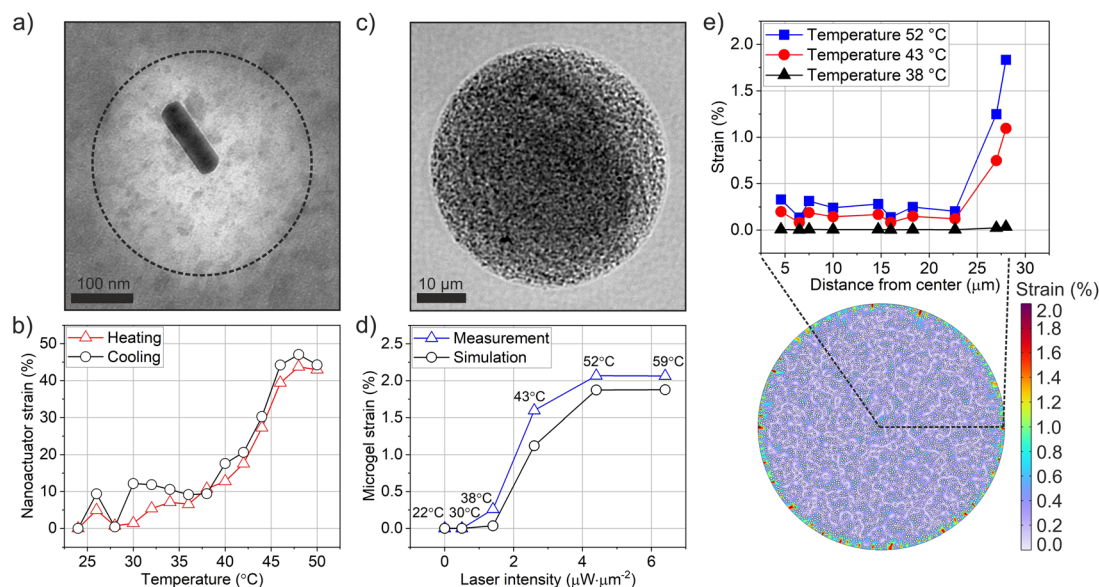 a)
100 nm
c)
10 μm
e)
Temperature 52 °C
Temperature 43 °C
Temperature 38 °C
2.0
1.5
1.0
0.5
0.0
Strain (%)
5 10 15 20 25 30
Distance from center (μm)
b)
Heating
Cooling
50
40
30
20
10
0
Nanoactuator strain (%)
25 30 35 40 45 50
Temperature (°C)
d)
Measurement
Simulation
2.5
2.0
1.5
1.0
0.5
0.0
Microgel strain (%)
22°C 30°C 38°C 43°C 52°C 59°C
0 2 4 6
Laser intensity (μW·μm⁻²)
Strain (%)
2.0
1.8
1.6
1.4
1.2
1.0
0.8
0.6
0.4
0.2
0.0